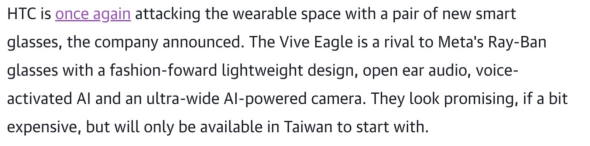 HTC is once again attacking the wearable space with a pair of new smart
glasses, the company announced. The Vive Eagle is a rival to Meta's Ray-Ban
glasses with a fashion-foward lightweight design, open ear audio, voice-
activated AI and an ultra-wide AI-powered camera. They look promising, if a bit
expensive, but will only be available in Taiwan to start with.